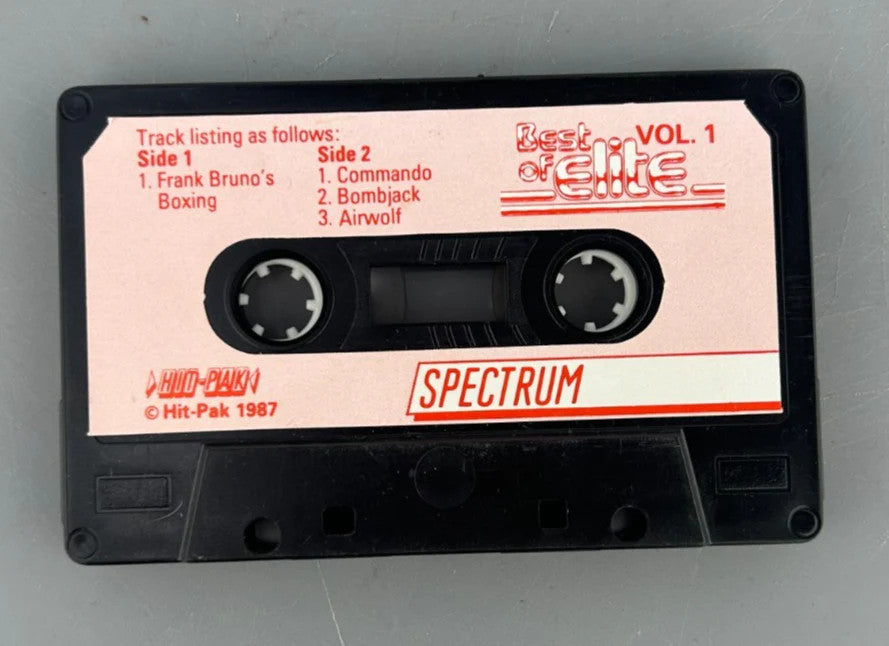 Track listing as follows:
Side 1
1. Frank Bruno's
Boxing
Side 2
1. Commando
2. Bombjack
3. Airwolf
Best VOL. 1
of elite
HIT-PAK
© Hit-Pak 1987
SPECTRUM